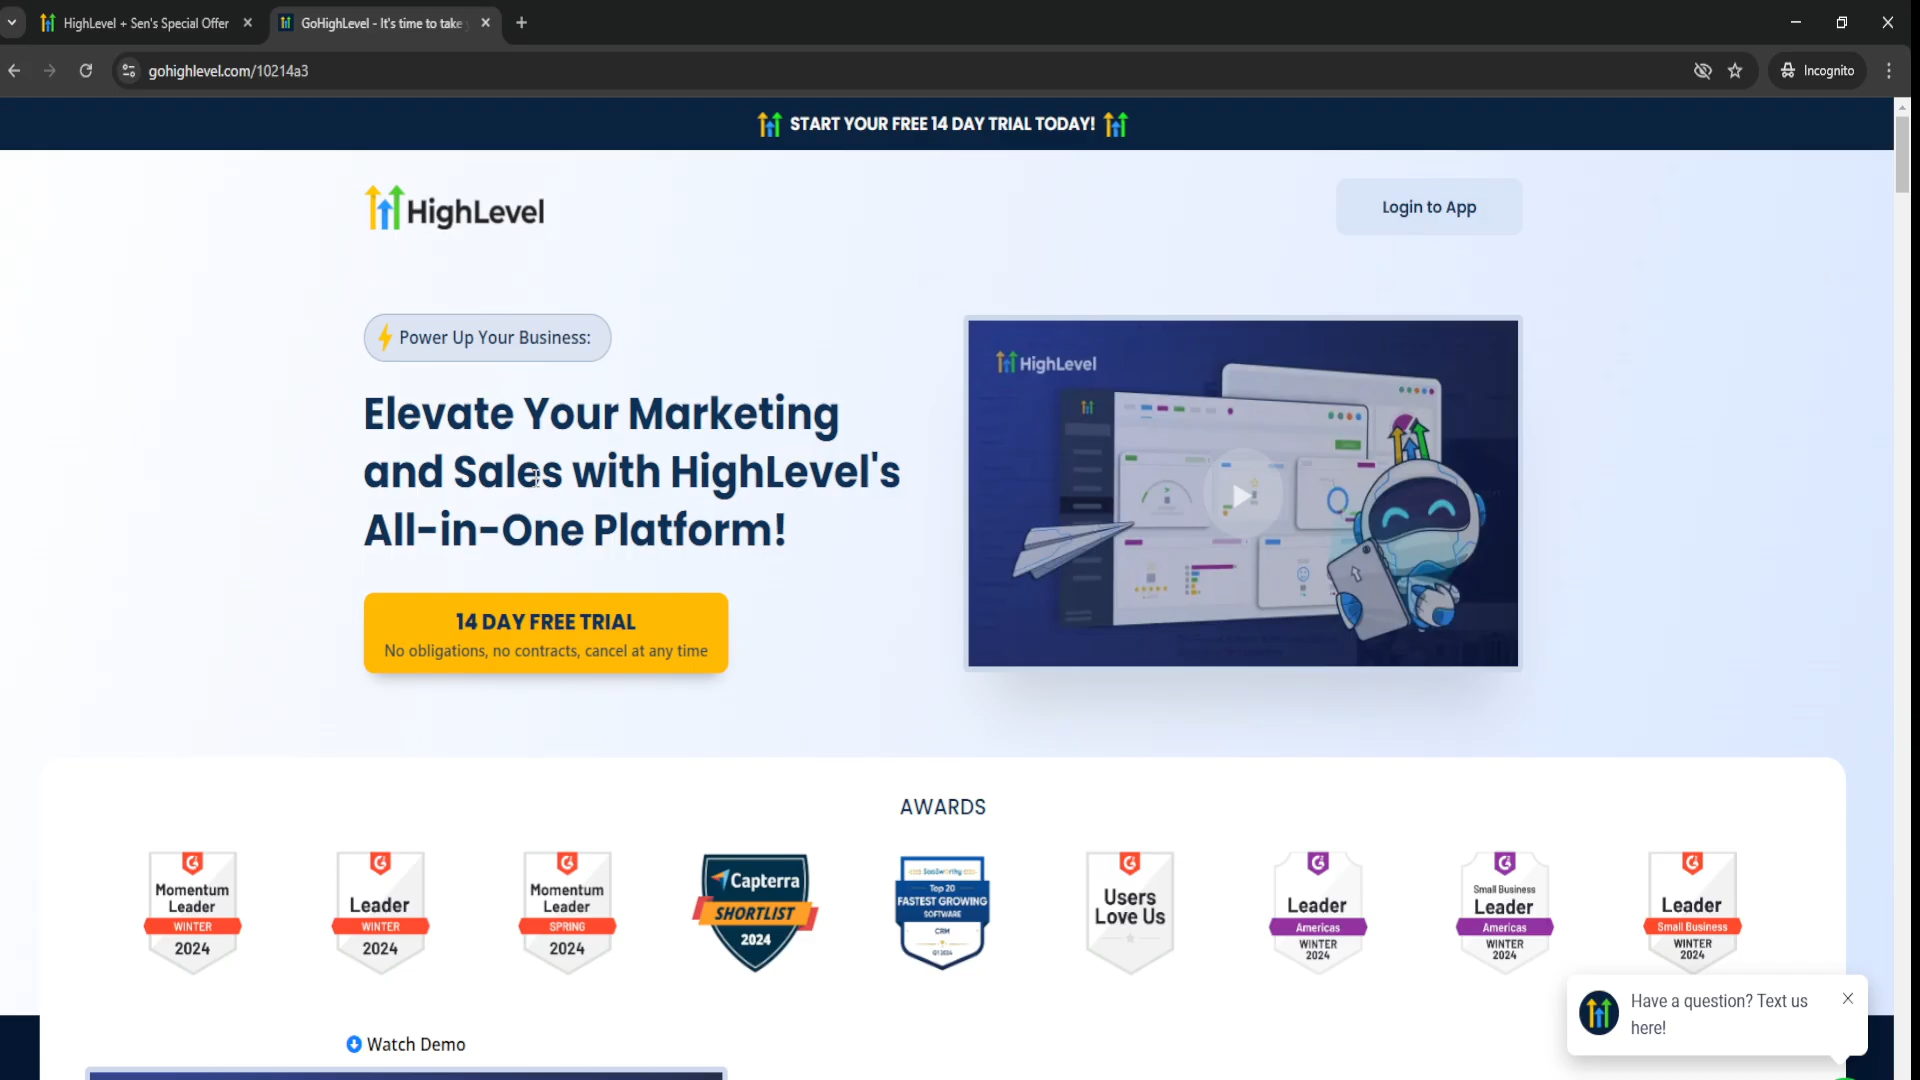 HighLevel + Sen's Special Offer
GoHighLevel - It's time to take
gohighlevel.com/10214a3
Incognito
START YOUR FREE 14 DAY TRIAL TODAY!
HighLevel
Login to App
Power Up Your Business:
Elevate Your Marketing
and Sales with HighLevel's
All-in-One Platform!
14 DAY FREE TRIAL
No obligations, no contracts, cancel at any time
HighLevel
AWARDS
Momentum
Leader
WINTER
2024
Leader
WINTER
2024
Momentum
Leader
SPRING
2024
Capterra
SHORTLIST
2024
SaaSworthy
Top 20
FASTEST GROWING
SOFTWARE
CRM
Q1 2024
Users
Love Us
Leader
Americas
WINTER
2024
Small Business
Leader
Americas
WINTER
2024
Leader
Small Business
WINTER
2024
Have a question? Text us
here!
Watch Demo